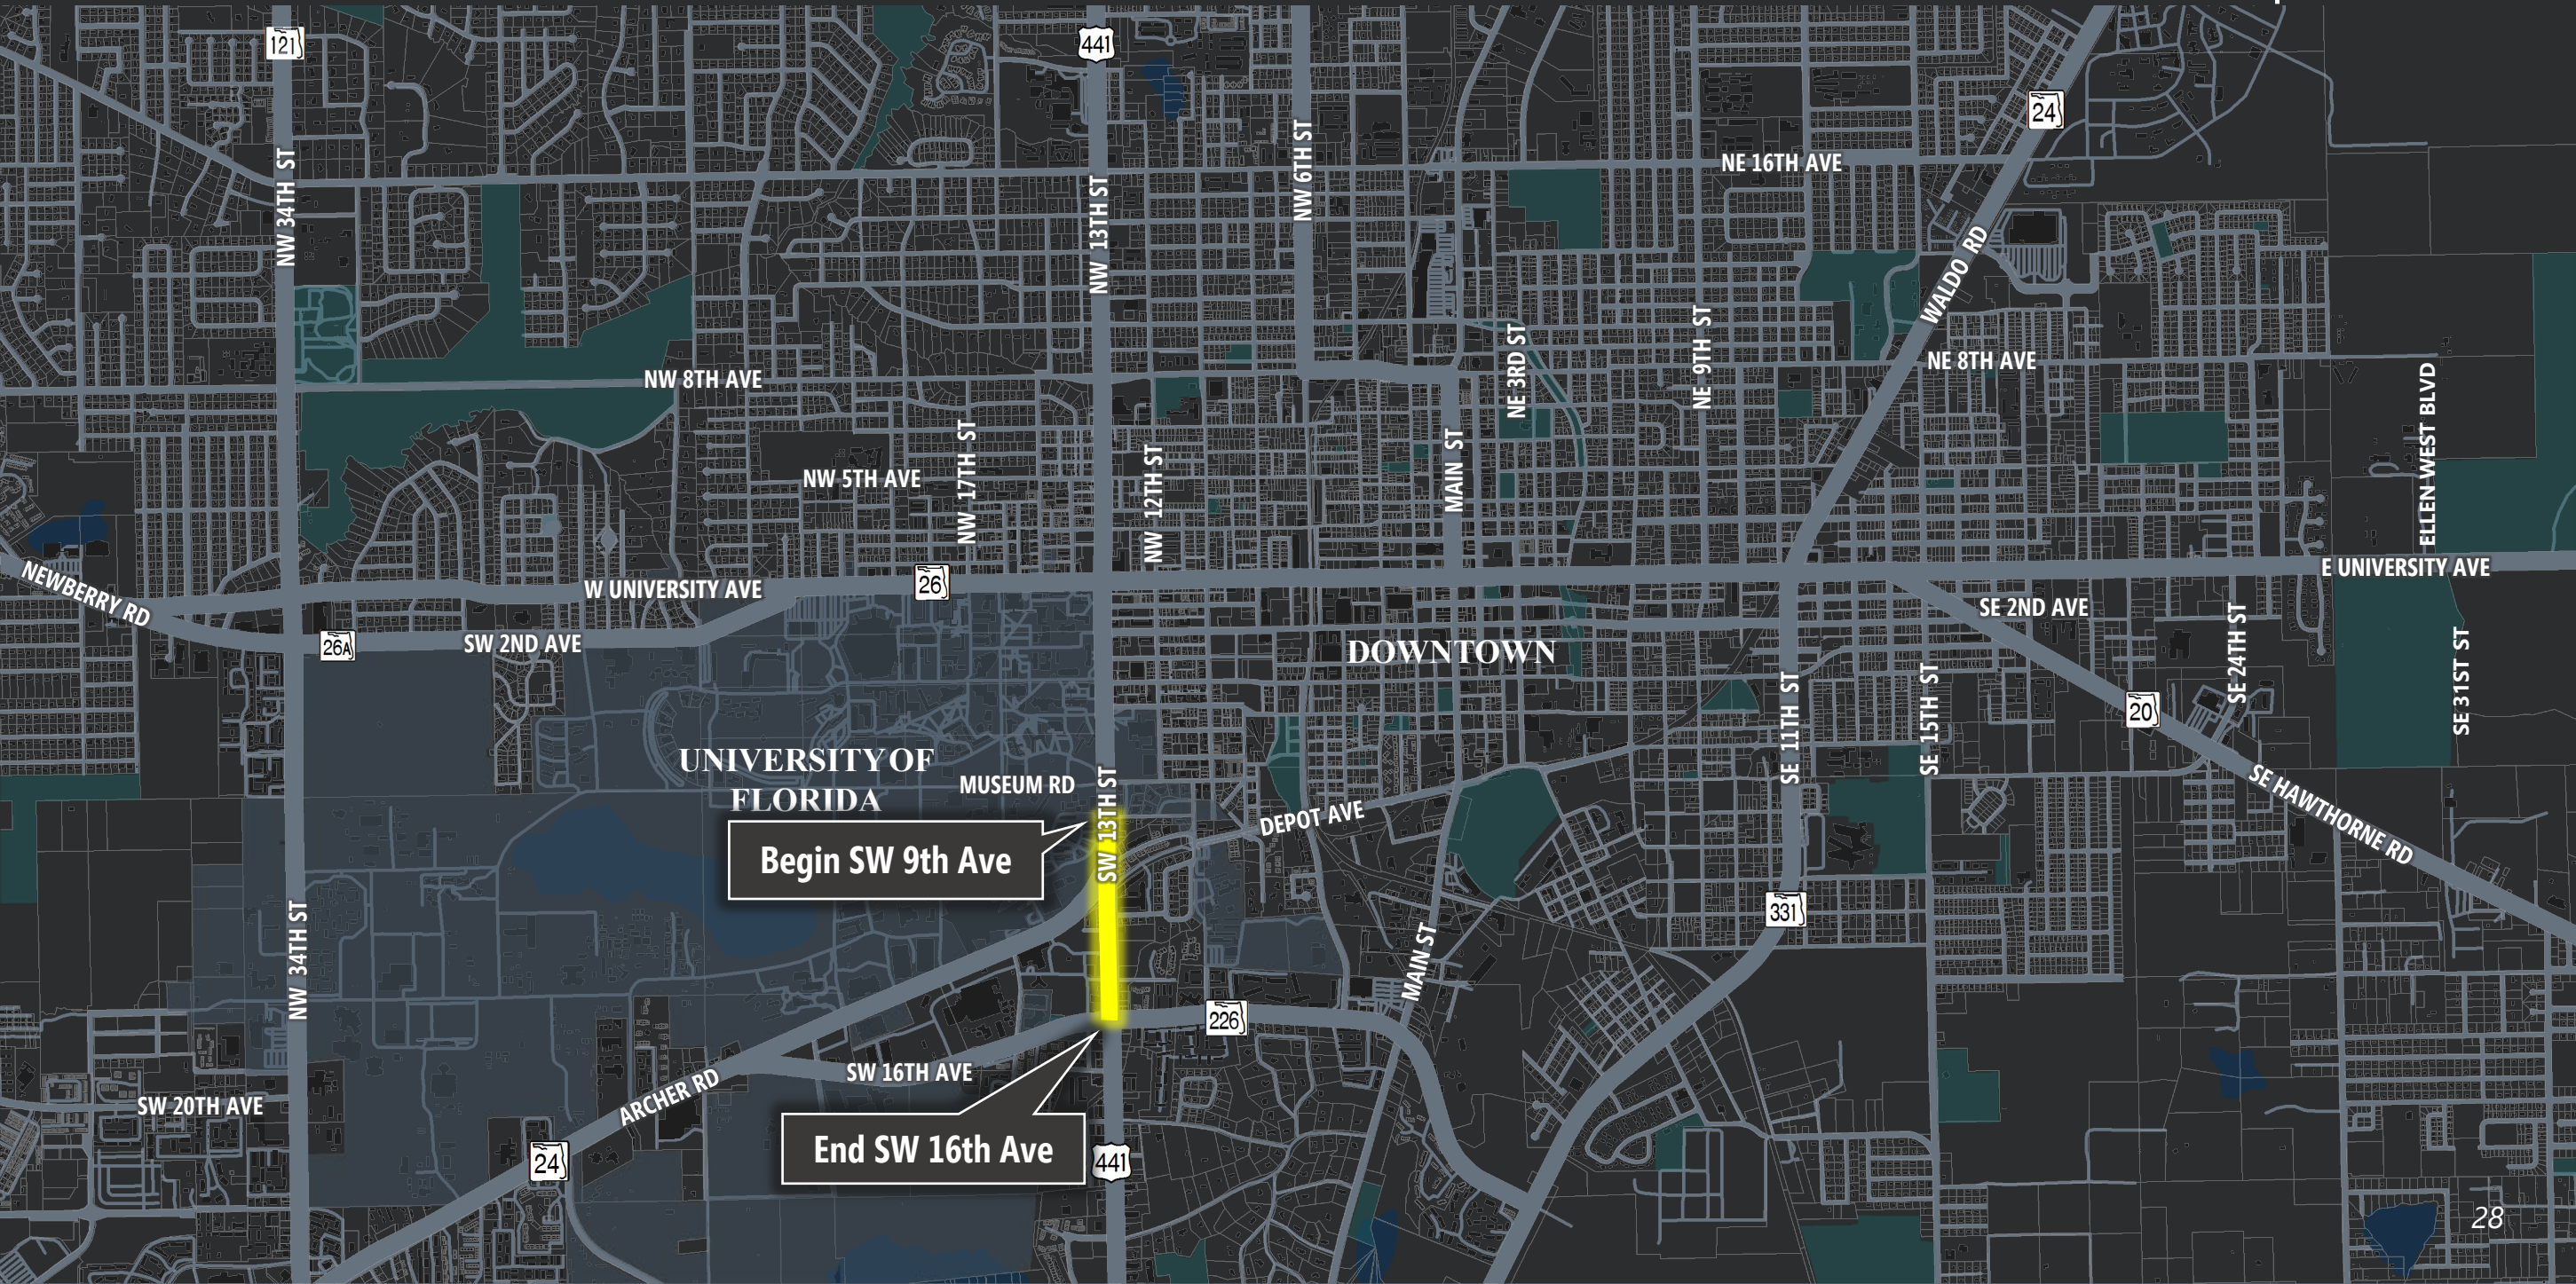 121
441
24
NW 34TH ST
NW 13TH ST
NW 6TH ST
NE 16TH AVE
WALDO RD
NE 3RD ST
NE 9TH ST
NE 8TH AVE
NW 8TH AVE
ELLEN WEST BLVD
NW 17TH ST
NW 12TH ST
MAIN ST
NW 5TH AVE
NEWBERRY RD
W UNIVERSITY AVE
26
E UNIVERSITY AVE
26A
SW 2ND AVE
DOWNTOWN
SE 2ND AVE
SE 24TH ST
SE 31ST ST
SE 11TH ST
SE 15TH ST
20
UNIVERSITY OF
FLORIDA
MUSEUM RD
SW 13TH ST
DEPOT AVE
SE HAWTHORNE RD
Begin SW 9th Ave
331
NW 34TH ST
MAIN ST
226
SW 16TH AVE
ARCHER RD
SW 20TH AVE
End SW 16th Ave
24
441
28